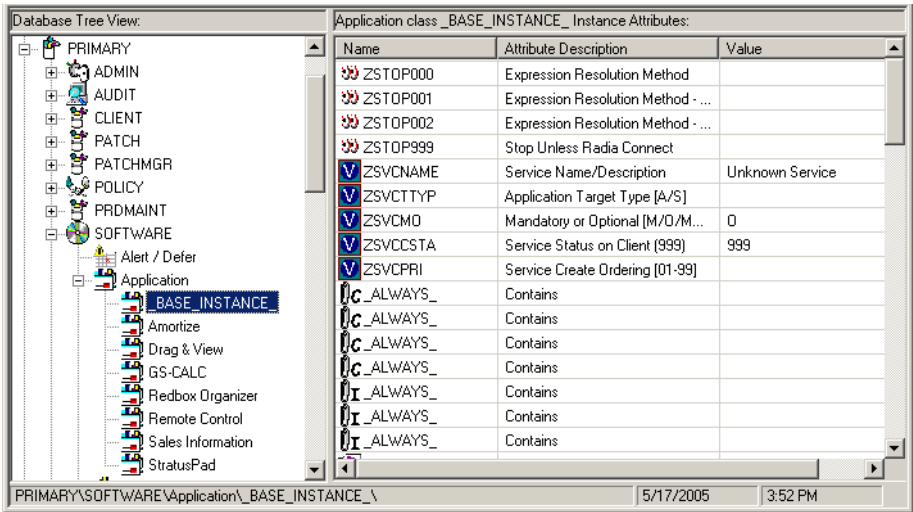 Database Tree View:
PRIMARY
ADMIN
AUDIT
CLIENT
PATCH
PATCHMGR
POLICY
PRDMAINT
SOFTWARE
Alert / Defer
Application
_BASE_INSTANCE_
Amortize
Drag & View
GS-CALC
Redbox Organizer
Remote Control
Sales Information
StratusPad
Application class _BASE_INSTANCE_ Instance Attributes:
Name Attribute Description Value
ZSTOP000 Expression Resolution Method
ZSTOP001 Expression Resolution Method - ...
ZSTOP002 Expression Resolution Method - ...
ZSTOP999 Stop Unless Radia Connect
V ZSVCNAME Service Name/Description Unknown Service
V ZSVCTTYP Application Target Type [A/S]
V ZSVCMO Mandatory or Optional [M/O/M... O
V ZSVCCSTA Service Status on Client (999) 999
V ZSVCPRI Service Create Ordering [01-99]
C _ALWAYS_ Contains
C _ALWAYS_ Contains
C _ALWAYS_ Contains
C _ALWAYS_ Contains
I _ALWAYS_ Contains
I _ALWAYS_ Contains
I _ALWAYS_ Contains
PRIMARY\SOFTWARE\Application\_BASE_INSTANCE_\ 5/17/2005 3:52 PM